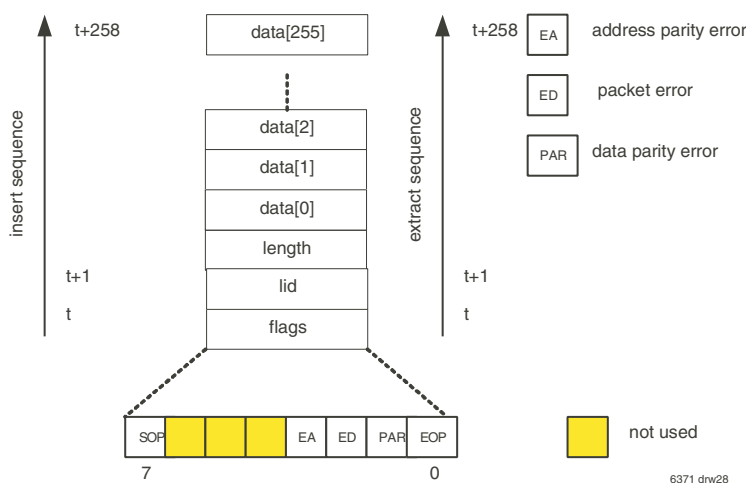 t+258
data[255]
t+258
EA
address parity error
ED
packet error
PAR
data parity error
insert sequence
extract sequence
data[2]
data[1]
data[0]
length
t+1
lid
t+1
t
flags
t
SOP
EA
ED
PAR
EOP
not used
7
0
6371 drw28